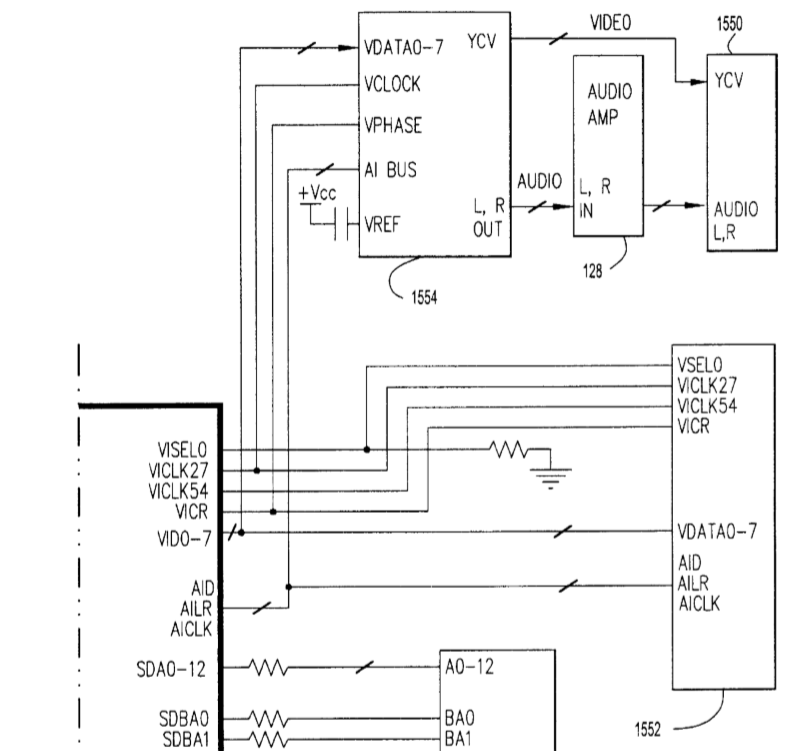 VIDEO
1550
VDATA0-7
YCV
VCLOCK
VPHASE
AI BUS
+Vcc
VREF
L, R
OUT
AUDIO
AMP
AUDIO
L, R
IN
YCV
AUDIO
L,R
1554
128
VSEL0
VICLK27
VICLK54
VICR
VDATA0-7
AID
AILR
AICLK
1552
VISEL0
VICLK27
VICLK54
VICR
VID0-7
AID
AILR
AICLK
SDA0-12
SDBA0
SDBA1
A0-12
BA0
BA1